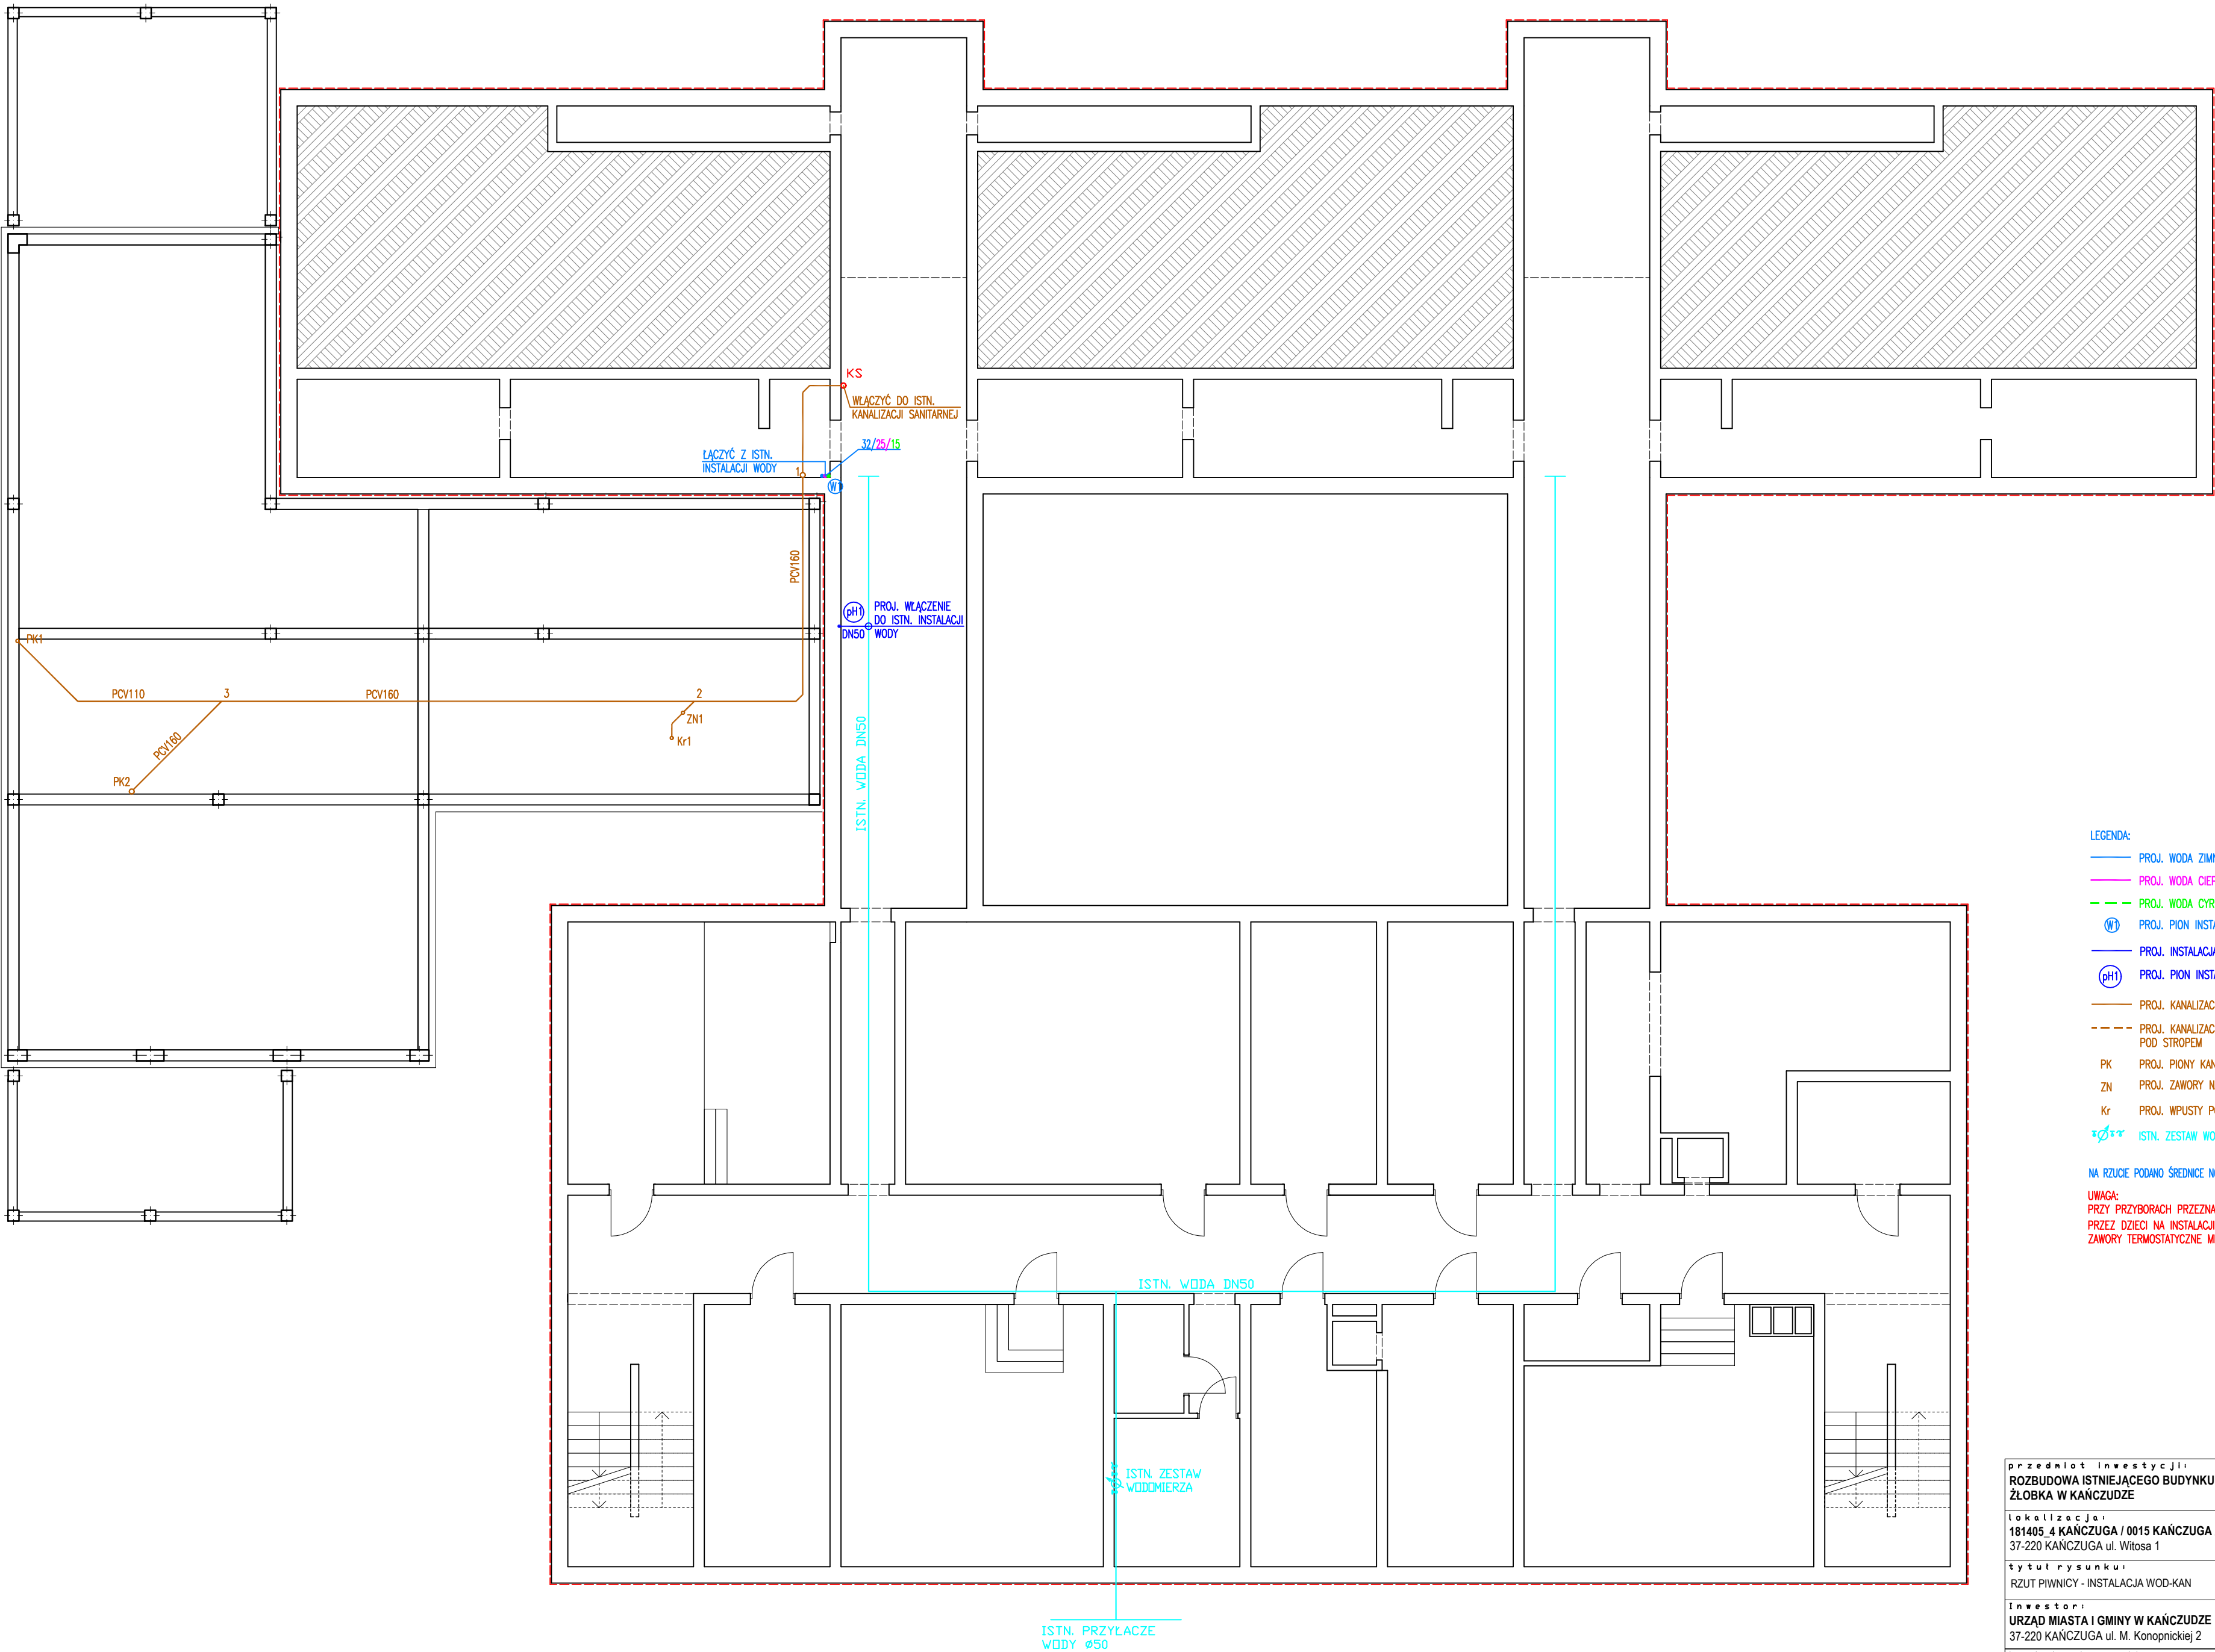 KS
WŁĄCZYĆ DO ISTN.
KANALIZACJI SANITARNEJ
32/25/15
ŁĄCZYĆ Z ISTN.
INSTALACJI WODY
1
W1
PCV160
pH1
PROJ. WŁĄCZENIE
DO ISTN. INSTALACJI
WODY
DN50
PK1
PCV110
3
PCV160
2
ZN1
Kr1
PCV160
PK2
ISTN. WODA DN50
ISTN. WODA DN50
ISTN. ZESTAW
WODOMIERZA
ISTN. PRZYŁACZE
WODY Ø50
LEGENDA:
PROJ. WODA ZIM
PROJ. WODA CIE
PROJ. WODA CYR
W1 PROJ. PION INST
PROJ. INSTALACJ
pH1 PROJ. PION INST
PROJ. KANALIZAC
PROJ. KANALIZAC
POD STROPEM
PK PROJ. PIONY KAN
ZN PROJ. ZAWORY N
Kr PROJ. WPUSTY P
ISTN. ZESTAW WO
NA RZUCIE PODANO ŚREDNICE N
UWAGA:
PRZY PRZYBORACH PRZEZNA
PRZEZ DZIECI NA INSTALACJI
ZAWORY TERMOSTATYCZNE M
przedmiot inwestycji:
ROZBUDOWA ISTNIEJĄCEGO BUDYNKU
ŻŁOBKA W KAŃCZUDZE
lokalizacja:
181405_4 KAŃCZUGA / 0015 KAŃCZUGA
37-220 KAŃCZUGA ul. Witosa 1
tytuł rysunku:
RZUT PIWNICY - INSTALACJA WOD-KAN
Inwestor:
URZĄD MIASTA I GMINY W KAŃCZUDZE
37-220 KAŃCZUGA ul. M. Konopnickiej 2